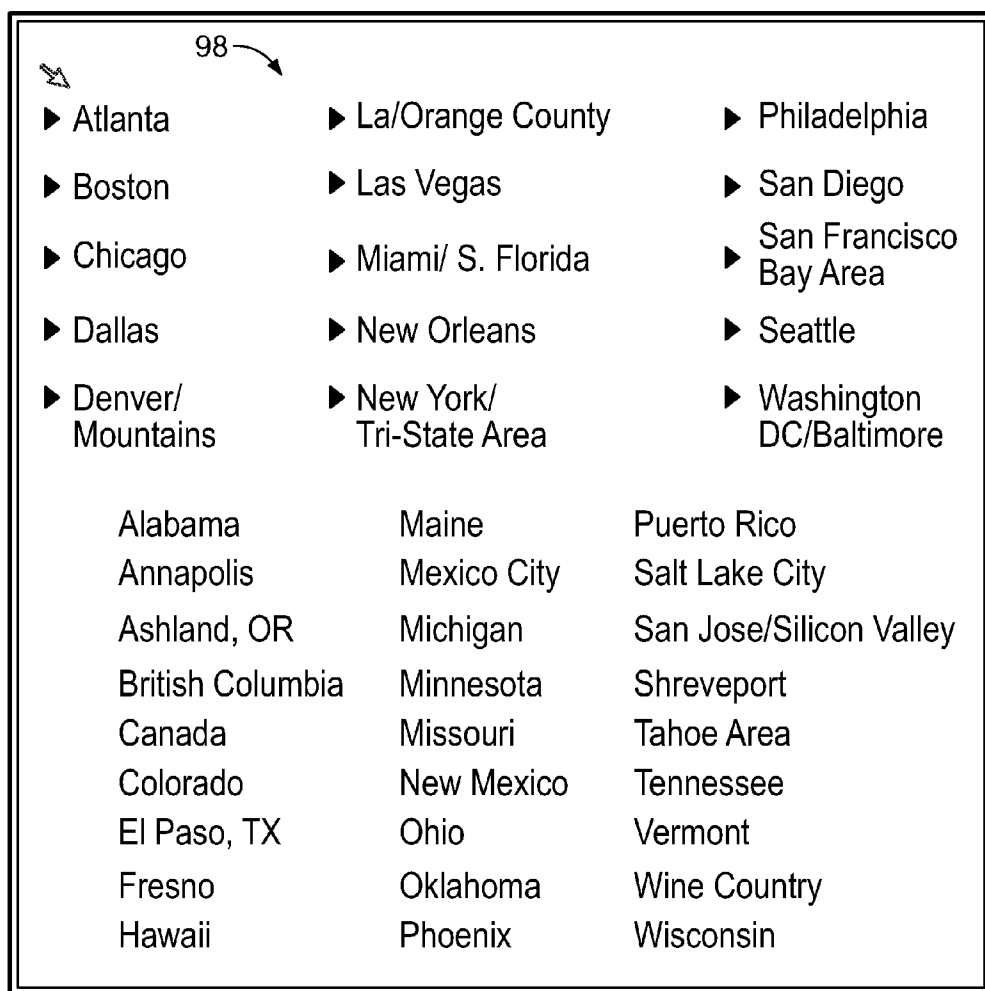 98
Atlanta
La/Orange County
Philadelphia
Boston
Las Vegas
San Diego
Chicago
Miami/ S. Florida
San Francisco
Bay Area
Dallas
New Orleans
Seattle
Denver/
Mountains
New York/
Tri-State Area
Washington
DC/Baltimore
Alabama
Maine
Puerto Rico
Annapolis
Mexico City
Salt Lake City
Ashland, OR
Michigan
San Jose/Silicon Valley
British Columbia
Minnesota
Shreveport
Canada
Missouri
Tahoe Area
Colorado
New Mexico
Tennessee
El Paso, TX
Ohio
Vermont
Fresno
Oklahoma
Wine Country
Hawaii
Phoenix
Wisconsin